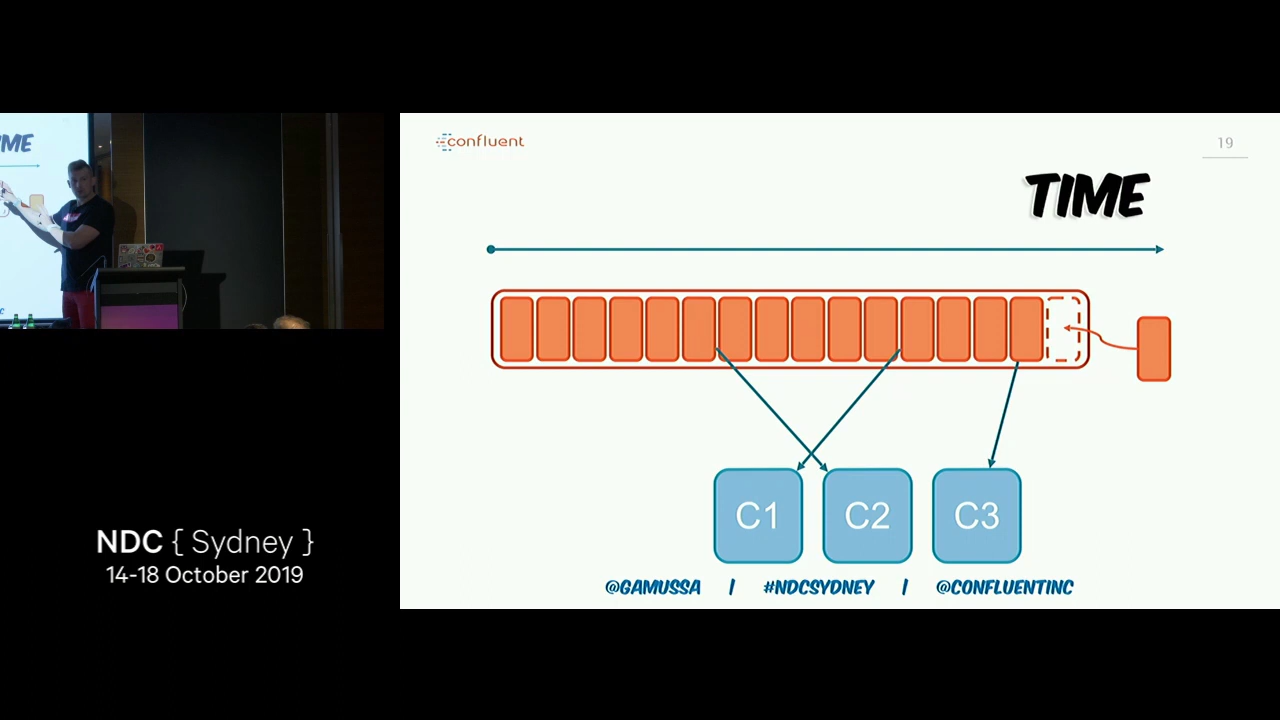 confluent
19
TIME
C1 C2 C3
@GAMUSSA / #NDCSYDNEY / @CONFLUENTINC
NDC { Sydney }
14-18 October 2019